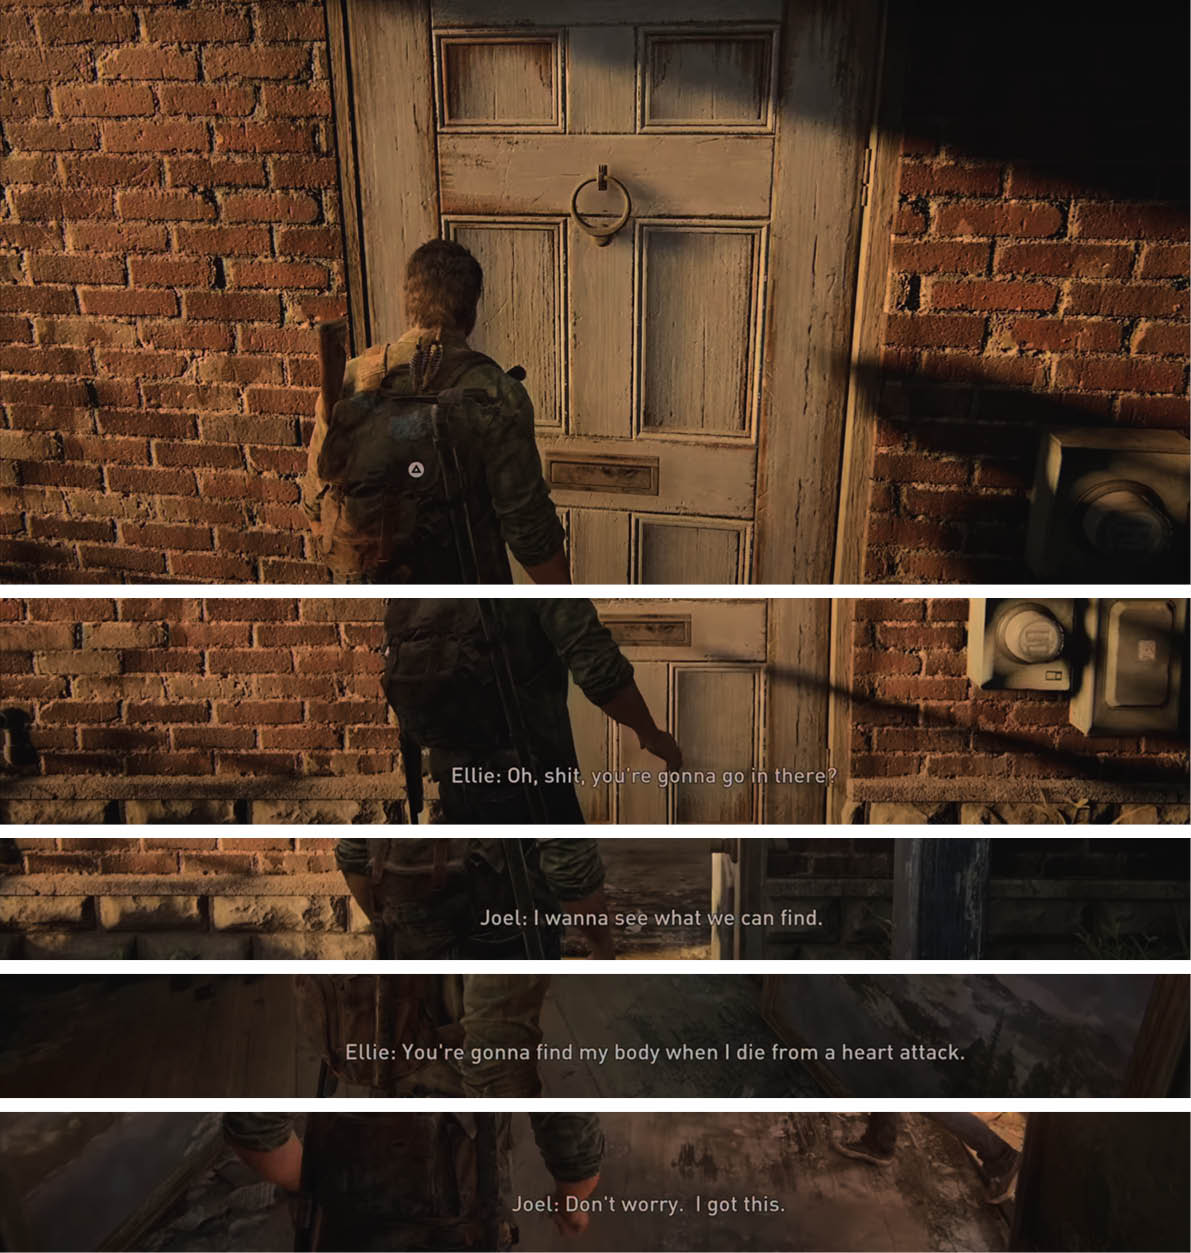 Ellie: Oh, shit, you're gonna go in there?
Joel: I wanna see what we can find.
Ellie: You're gonna find my body when I die from a heart attack.
Joel: Don't worry. I got this.